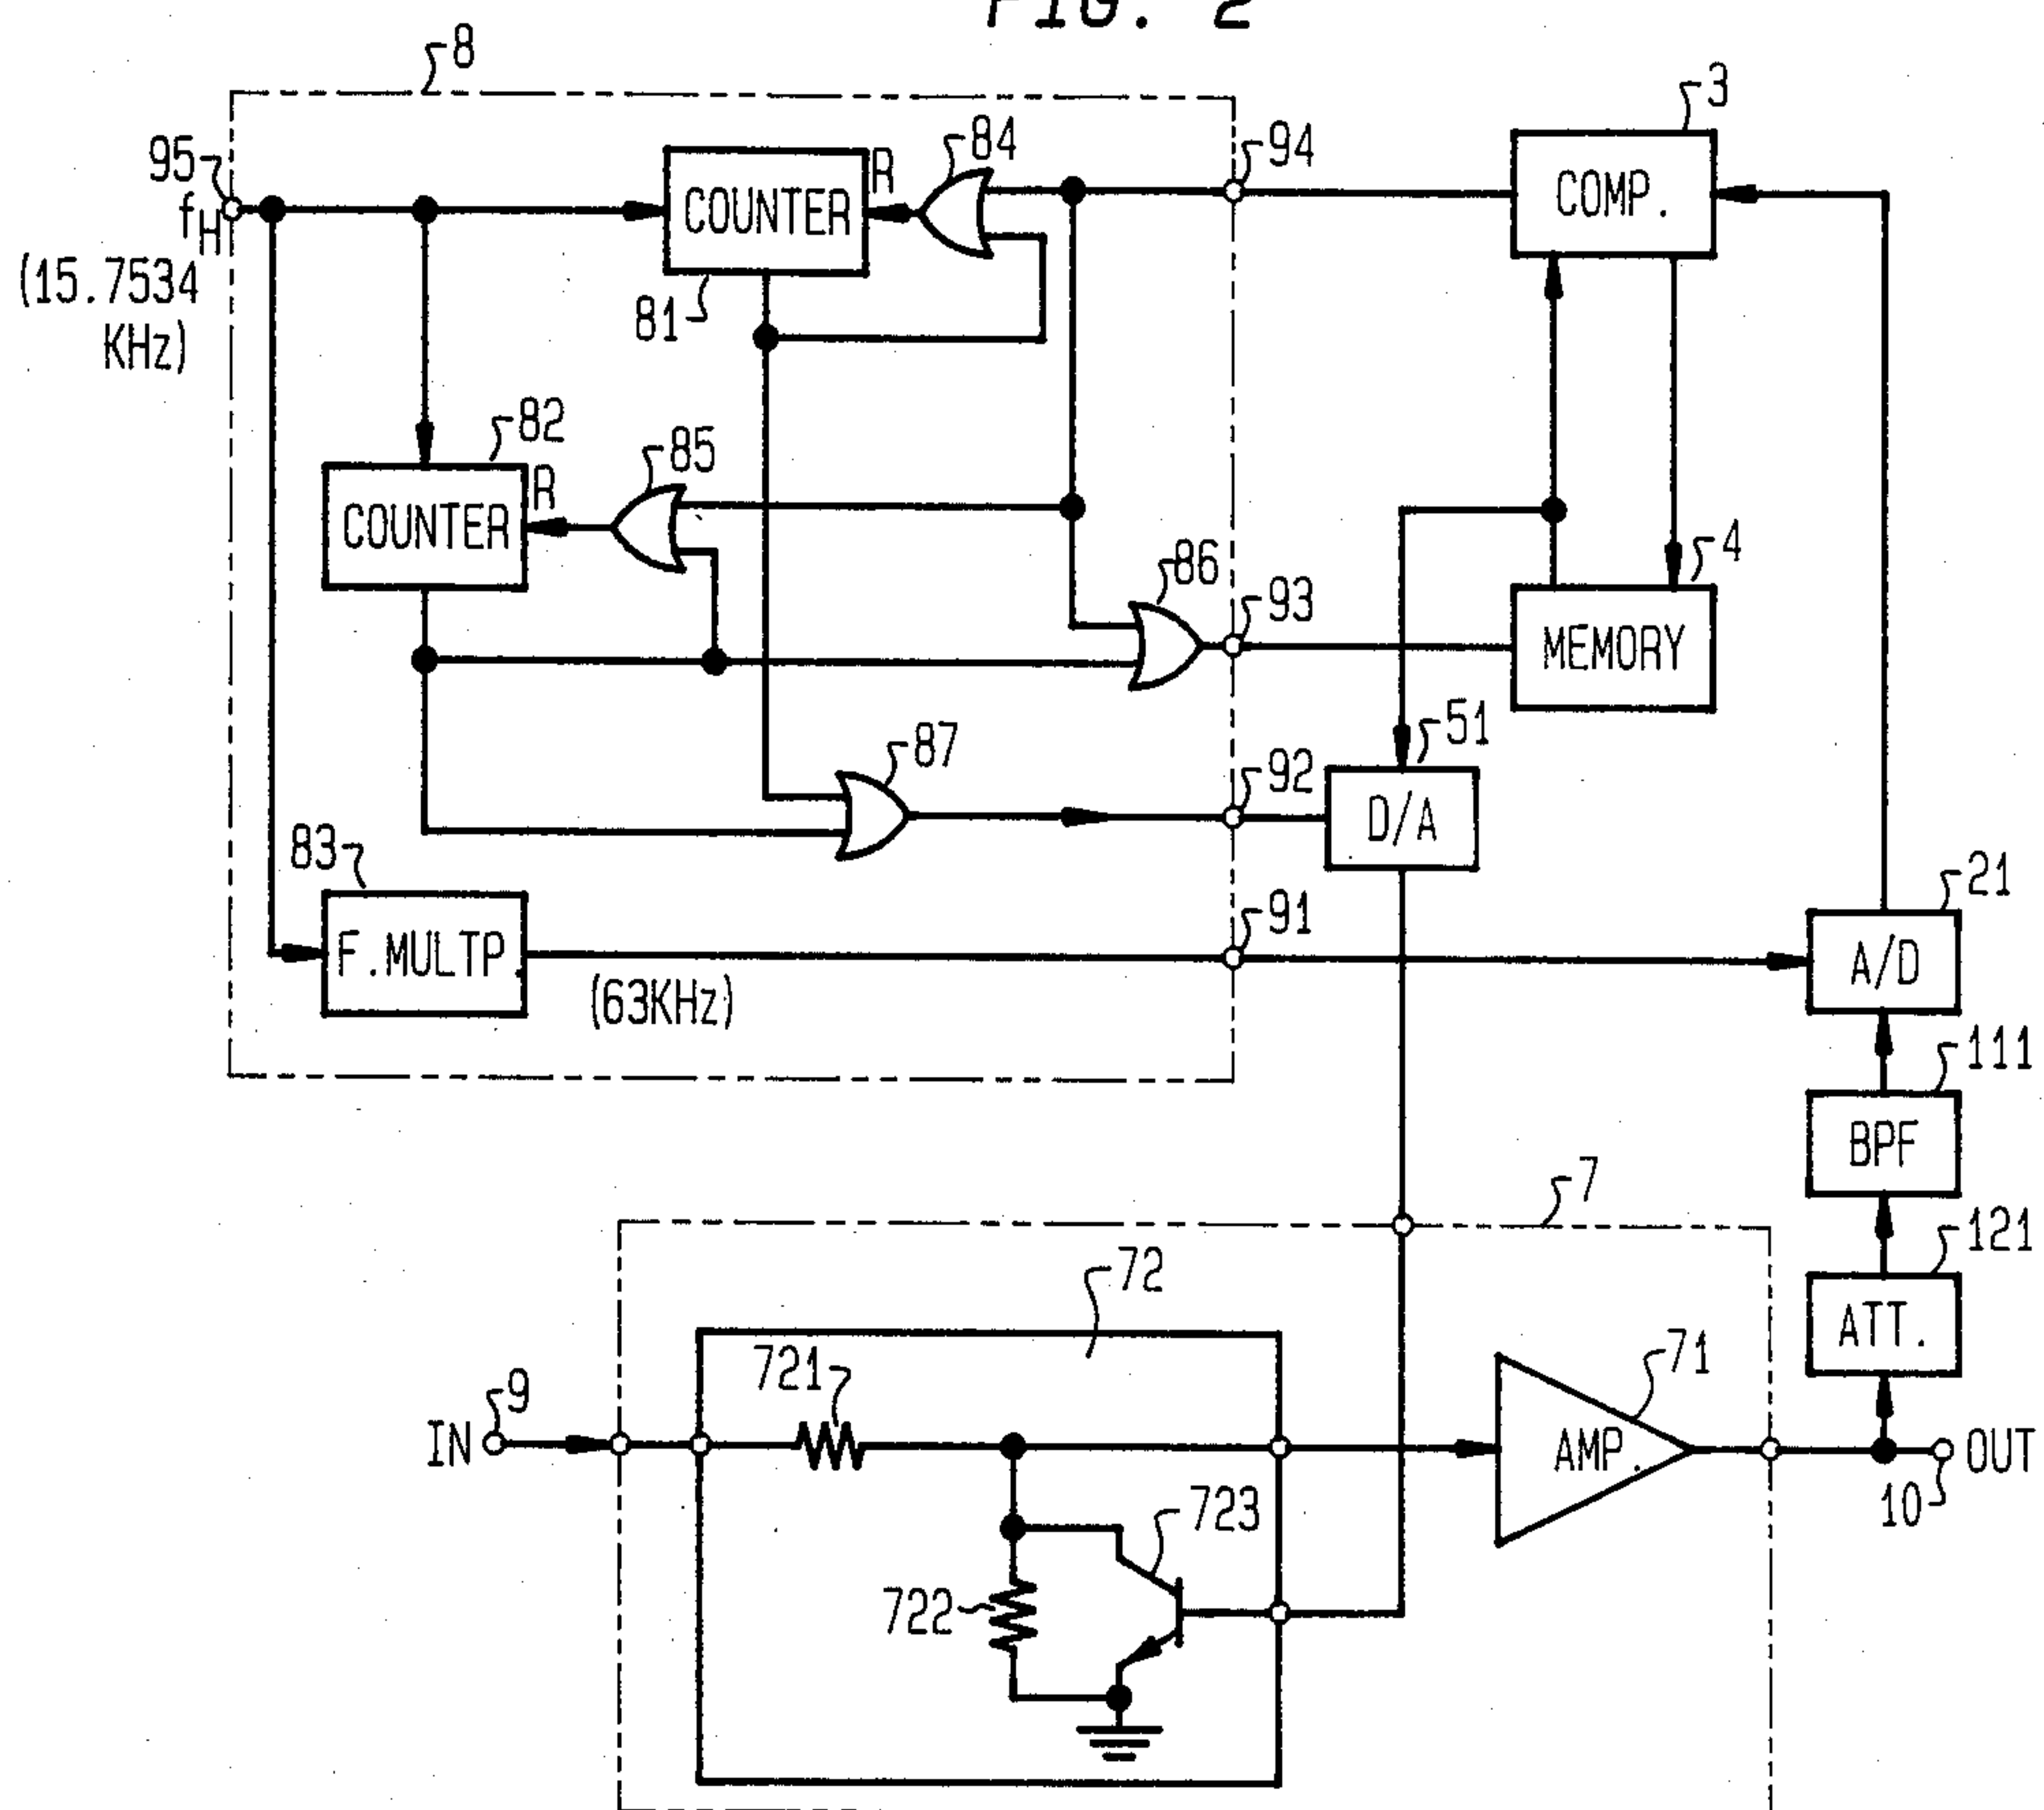 FIG. 2
8
3
95
f_H
(15.7534
KHz)
COUNTER
R
84
94
COMP.
81
82
COUNTER
R
85
86
93
4
MEMORY
87
92
51
D/A
83
F.MULTP.
(63KHz)
91
21
A/D
111
BPF
7
121
ATT.
72
721
9
IN
71
AMP.
OUT
10
723
722